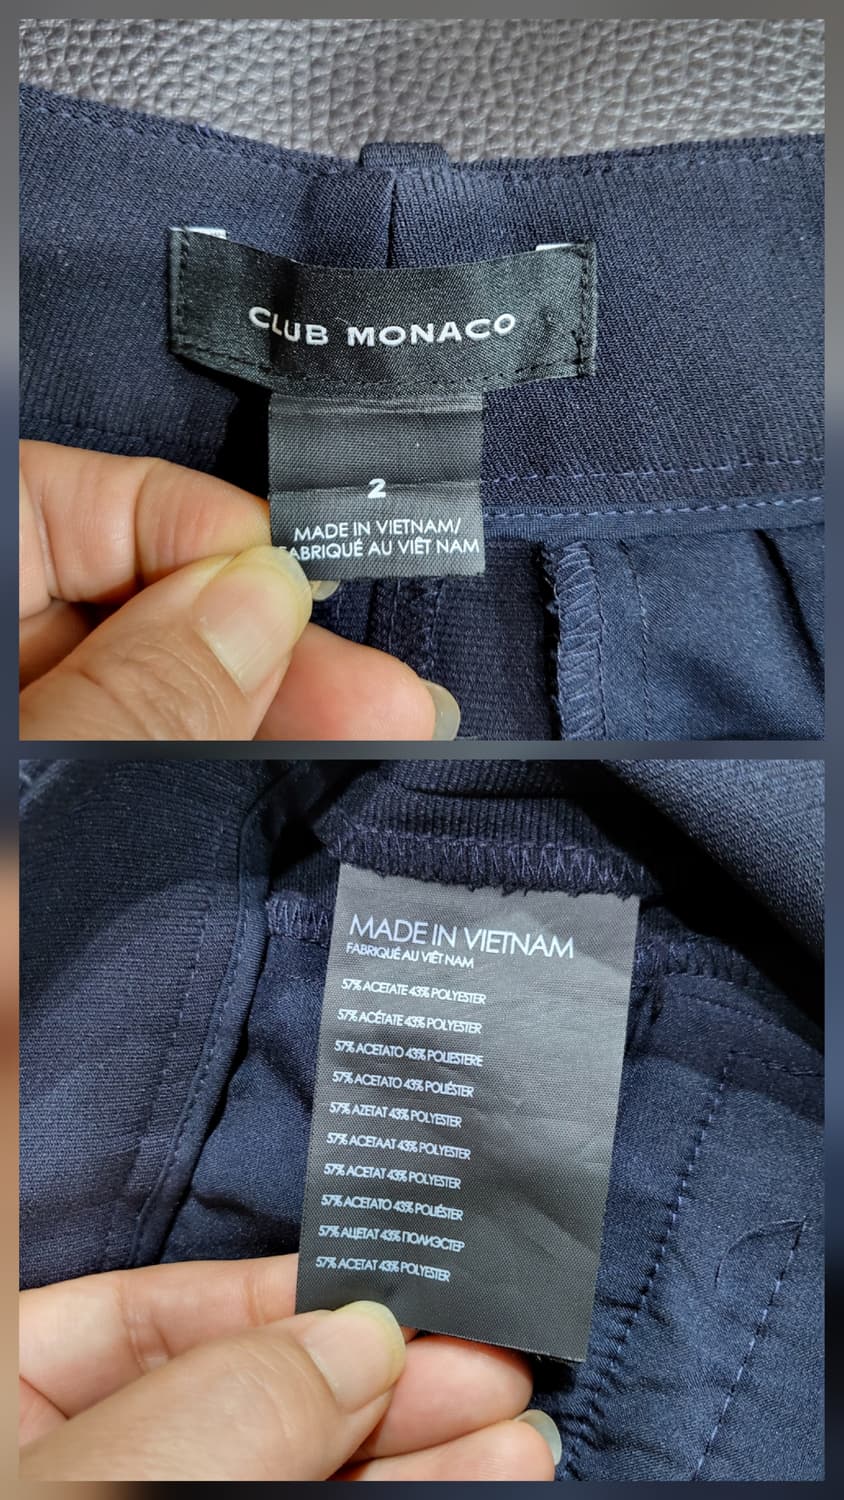 CLUB MONACO
2
MADE IN VIETNAM/
FABRIQUÉ AU VIÊT NAM
MADE IN VIETNAM
FABRIQUÉ AU VIÊT NAM
57% ACETATE 43% POLYESTER
57% ACÉTATE 43% POLYESTER
57% ACETATO 43% POLIESTERE
57% ACETATO 43% POLIÉSTER
57% AZETAT 43% POLYESTER
57% ACETAAT 43% POLYESTER
57% ACETAT 43% POLYESTER
57% ACETATO 43% POLIÉSTER
57% АЦЕТАТ 43% ПОЛИЭСТЕР
57% ACETAT 43% POLYESTER